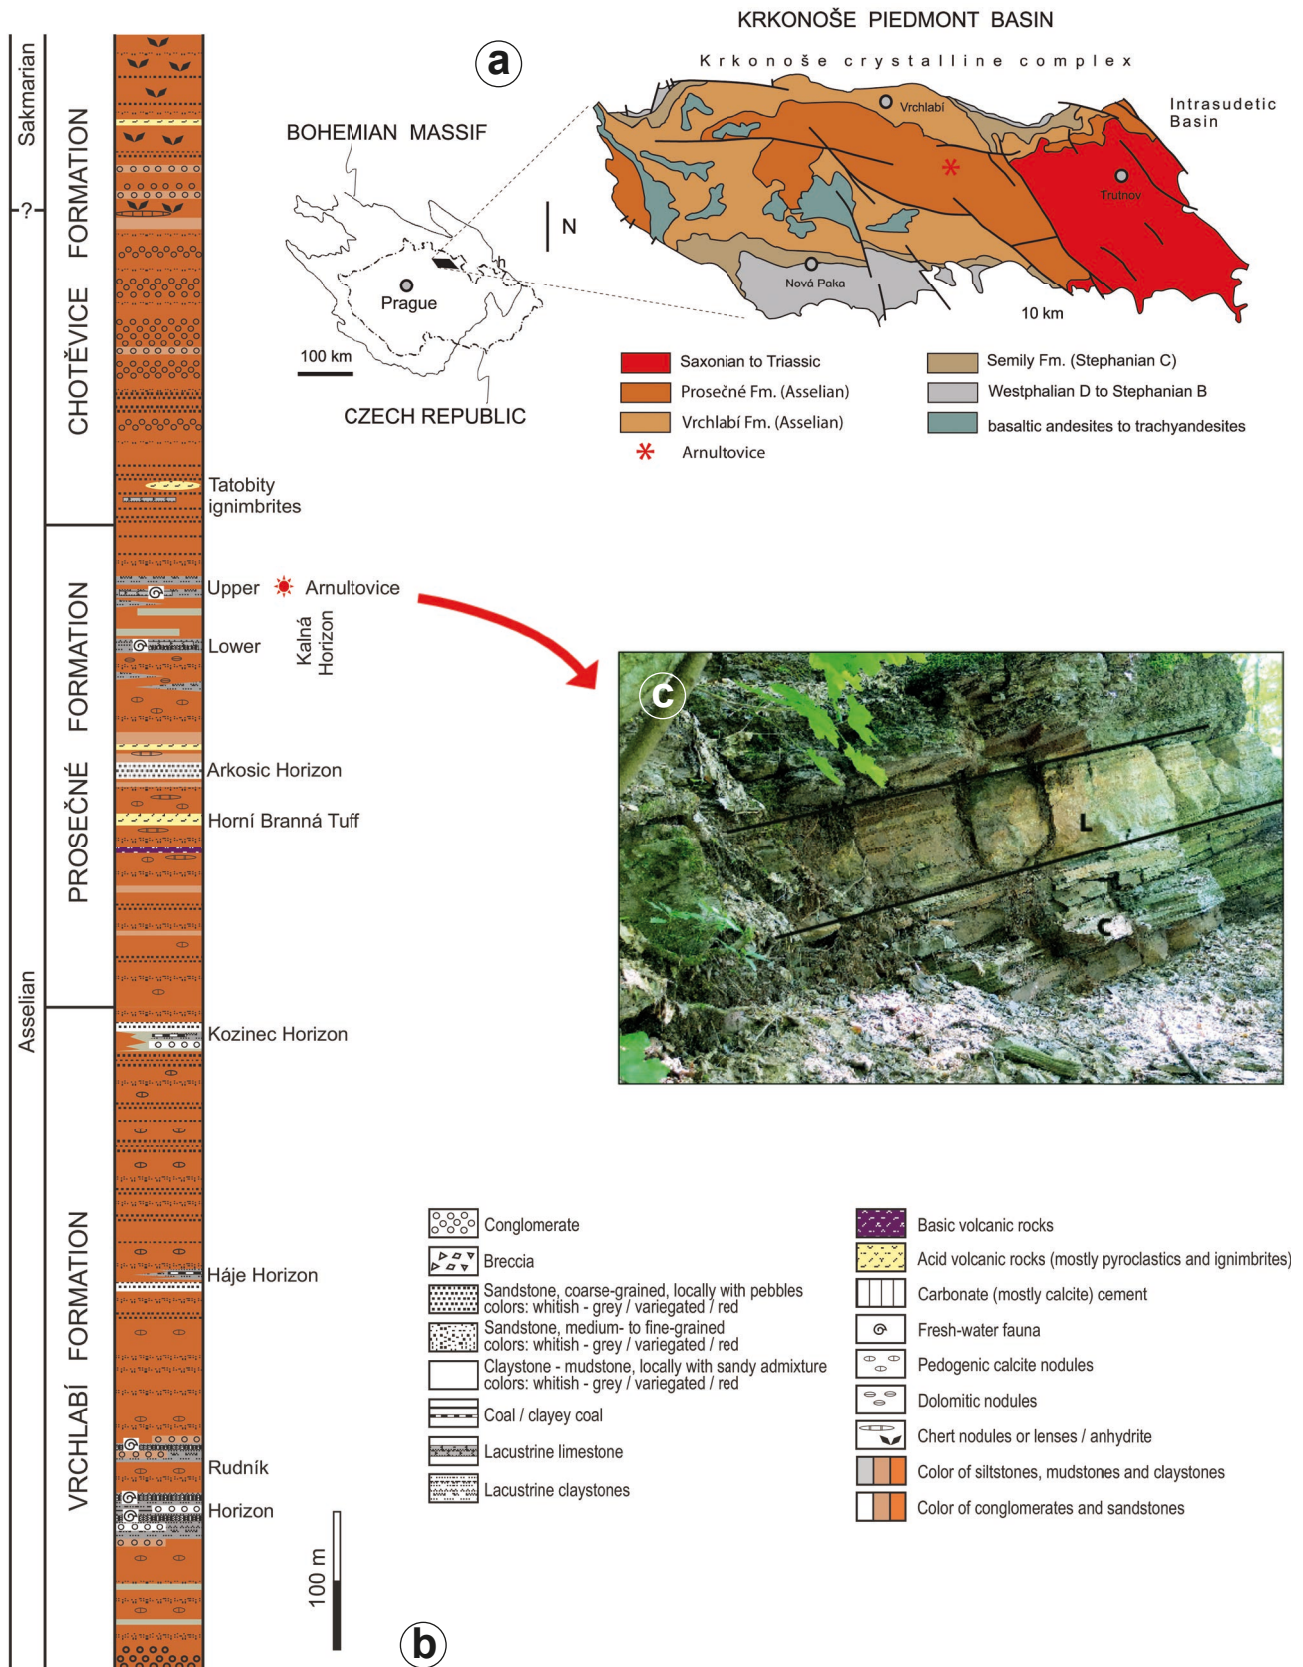 KRKONOŠE PIEDMONT BASIN
a
Krkonoše crystalline complex
Vrchlabí
Intrasudetic
Basin
Trutnov
Nová Paka
10 km
BOHEMIAN MASSIF
N
h
Prague
100 km
CZECH REPUBLIC
Saxonian to Triassic
Prosečné Fm. (Asselian)
Vrchlabí Fm. (Asselian)
Arnultovice
Semily Fm. (Stephanian C)
Westphalian D to Stephanian B
basaltic andesites to trachyandesites
Sakmarian
-?-
Asselian
CHOTĚVICE FORMATION
PROSEČNÉ FORMATION
VRCHLABÍ FORMATION
Tatobity
ignimbrites
Upper
Arnultovice
Lower
Kalná
Horizon
Arkosic Horizon
Horní Branná Tuff
Kozinec Horizon
Háje Horizon
Rudník
Horizon
100 m
b
c
L
C
Conglomerate
Breccia
Sandstone, coarse-grained, locally with pebbles
colors: whitish - grey / variegated / red
Sandstone, medium- to fine-grained
colors: whitish - grey / variegated / red
Claystone - mudstone, locally with sandy admixture
colors: whitish - grey / variegated / red
Coal / clayey coal
Lacustrine limestone
Lacustrine claystones
Basic volcanic rocks
Acid volcanic rocks (mostly pyroclastics and ignimbrites)
Carbonate (mostly calcite) cement
Fresh-water fauna
Pedogenic calcite nodules
Dolomitic nodules
Chert nodules or lenses / anhydrite
Color of siltstones, mudstones and claystones
Color of conglomerates and sandstones